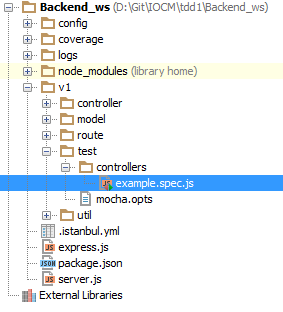 Backend_ws (D:\Git\IOCM\tdd1\Backend_ws)
config
coverage
logs
node_modules (library home)
v1
controller
model
route
test
controllers
example.spec.js
mocha.opts
util
.istanbul.yml
express.js
package.json
server.js
External Libraries